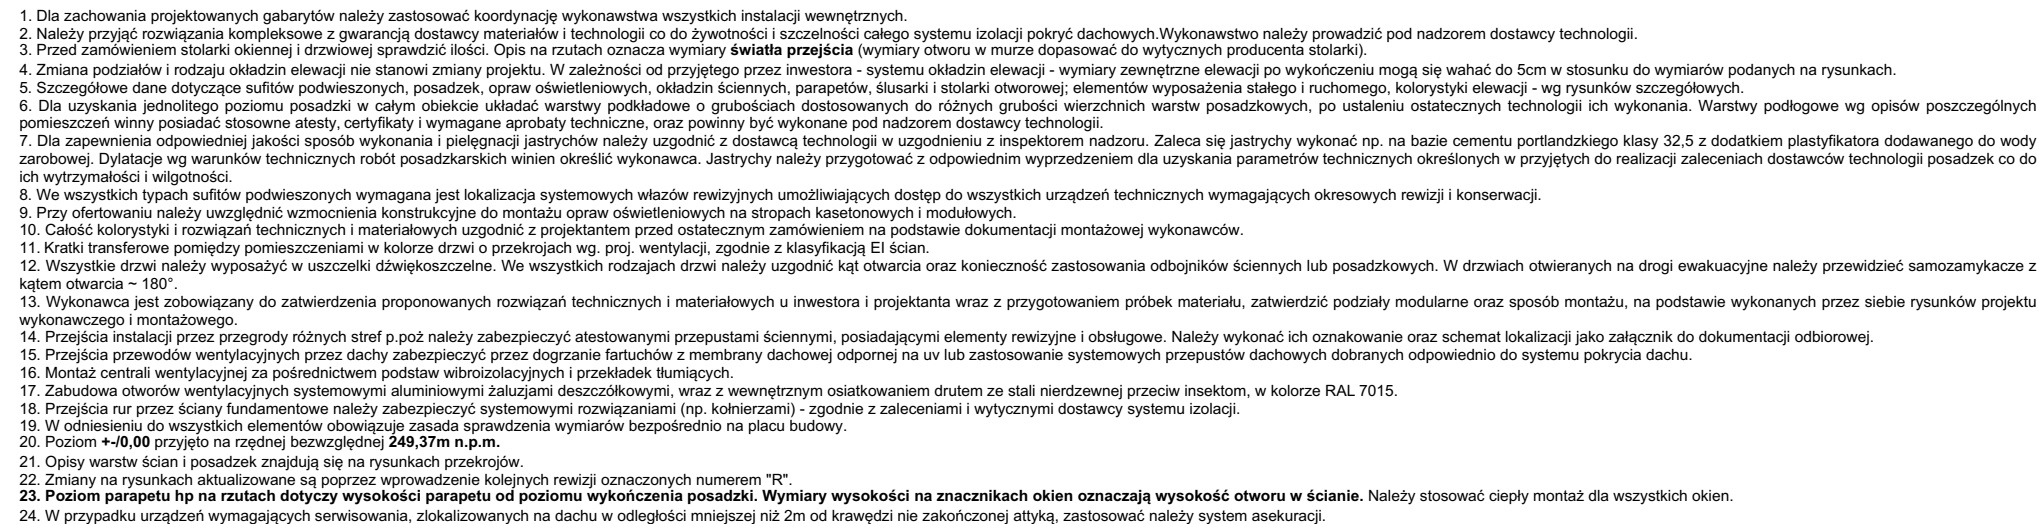 1. Dla zachowania projektowanych gabarytów należy zastosować koordynację wykonawstwa wszystkich instalacji wewnętrznych.
2. Należy przyjąć rozwiązania kompleksowe z gwarancją dostawcy materiałów i technologii co do żywotności i szczelności całego systemu izolacji pokryć dachowych.Wykonawstwo należy prowadzić pod nadzorem dostawcy technologii.
3. Przed zamówieniem stolarki okiennej i drzwiowej sprawdzić ilości. Opis na rzutach oznacza wymiary światła przejścia (wymiary otworu w murze dopasować do wytycznych producenta stolarki).
4. Zmiana podziałów i rodzaju okładzin elewacji nie stanowi zmiany projektu. W zależności od przyjętego przez inwestora - systemu okładzin elewacji - wymiary zewnętrzne elewacji po wykończeniu mogą się wahać do 5cm w stosunku do wymiarów podanych na rysunkach.
5. Szczegółowe dane dotyczące sufitów podwieszonych, posadzek, opraw oświetleniowych, okładzin ściennych, parapetów, ślusarki i stolarki otworowej; elementów wyposażenia stałego i ruchomego, kolorystyki elewacji - wg rysunków szczegółowych.
6. Dla uzyskania jednolitego poziomu posadzki w całym obiekcie układać warstwy podkładowe o grubościach dostosowanych do różnych grubości wierzchnich warstw posadzkowych, po ustaleniu ostatecznych technologii ich wykonania. Warstwy podłogowe wg opisów poszczególnych
pomieszczeń winny posiadać stosowne atesty, certyfikaty i wymagane aprobaty techniczne, oraz powinny być wykonane pod nadzorem dostawcy technologii.
7. Dla zapewnienia odpowiedniej jakości sposób wykonania i pielęgnacji jastrychów należy uzgodnić z dostawcą technologii w uzgodnieniu z inspektorem nadzoru. Zaleca się jastrychy wykonać np. na bazie cementu portlandzkiego klasy 32,5 z dodatkiem plastyfikatora dodawanego do wody
zarobowej. Dylatacje wg warunków technicznych robót posadzkarskich winien określić wykonawca. Jastrychy należy przygotować z odpowiednim wyprzedzeniem dla uzyskania parametrów technicznych określonych w przyjętych do realizacji zaleceniach dostawców technologii posadzek co do
ich wytrzymałości i wilgotności.
8. We wszystkich typach sufitów podwieszonych wymagana jest lokalizacja systemowych włazów rewizyjnych umożliwiających dostęp do wszystkich urządzeń technicznych wymagających okresowych rewizji i konserwacji.
9. Przy ofertowaniu należy uwzględnić wzmocnienia konstrukcyjne do montażu opraw oświetleniowych na stropach kasetonowych i modułowych.
10. Całość kolorystyki i rozwiązań technicznych i materiałowych uzgodnić z projektantem przed ostatecznym zamówieniem na podstawie dokumentacji montażowej wykonawców.
11. Kratki transferowe pomiędzy pomieszczeniami w kolorze drzwi o przekrojach wg. proj. wentylacji, zgodnie z klasyfikacją EI ścian.
12. Wszystkie drzwi należy wyposażyć w uszczelki dźwiękoszczelne. We wszystkich rodzajach drzwi należy uzgodnić kąt otwarcia oraz konieczność zastosowania odbojników ściennych lub posadzkowych. W drzwiach otwieranych na drogi ewakuacyjne należy przewidzieć samozamykacze z
kątem otwarcia ~ 180°.
13. Wykonawca jest zobowiązany do zatwierdzenia proponowanych rozwiązań technicznych i materiałowych u inwestora i projektanta wraz z przygotowaniem próbek materiału, zatwierdzić podziały modularne oraz sposób montażu, na podstawie wykonanych przez siebie rysunków projektu
wykonawczego i montażowego.
14. Przejścia instalacji przez przegrody różnych stref p.poż należy zabezpieczyć atestowanymi przepustami ściennymi, posiadającymi elementy rewizyjne i obsługowe. Należy wykonać ich oznakowanie oraz schemat lokalizacji jako załącznik do dokumentacji odbiorowej.
15. Przejścia przewodów wentylacyjnych przez dachy zabezpieczyć przez dogrzanie fartuchów z membrany dachowej odpornej na uv lub zastosowanie systemowych przepustów dachowych dobranych odpowiednio do systemu pokrycia dachu.
16. Montaż centrali wentylacyjnej za pośrednictwem podstaw wibroizolacyjnych i przekładek tłumiących.
17. Zabudowa otworów wentylacyjnych systemowymi aluminiowymi żaluzjami deszczółkowymi, wraz z wewnętrznym osiatkowaniem drutem ze stali nierdzewnej przeciw insektom, w kolorze RAL 7015.
18. Przejścia rur przez ściany fundamentowe należy zabezpieczyć systemowymi rozwiązaniami (np. kołnierzami) - zgodnie z zaleceniami i wytycznymi dostawcy systemu izolacji.
19. W odniesieniu do wszystkich elementów obowiązuje zasada sprawdzenia wymiarów bezpośrednio na placu budowy.
20. Poziom +-/0,00 przyjęto na rzędnej bezwzględnej 249,37m n.p.m.
21. Opisy warstw ścian i posadzek znajdują się na rysunkach przekrojów.
22. Zmiany na rysunkach aktualizowane są poprzez wprowadzenie kolejnych rewizji oznaczonych numerem "R".
23. Poziom parapetu hp na rzutach dotyczy wysokości parapetu od poziomu wykończenia posadzki. Wymiary wysokości na znacznikach okien oznaczają wysokość otworu w ścianie. Należy stosować ciepły montaż dla wszystkich okien.
24. W przypadku urządzeń wymagających serwisowania, zlokalizowanych na dachu w odległości mniejszej niż 2m od krawędzi nie zakończonej attyką, zastosować należy system asekuracji.